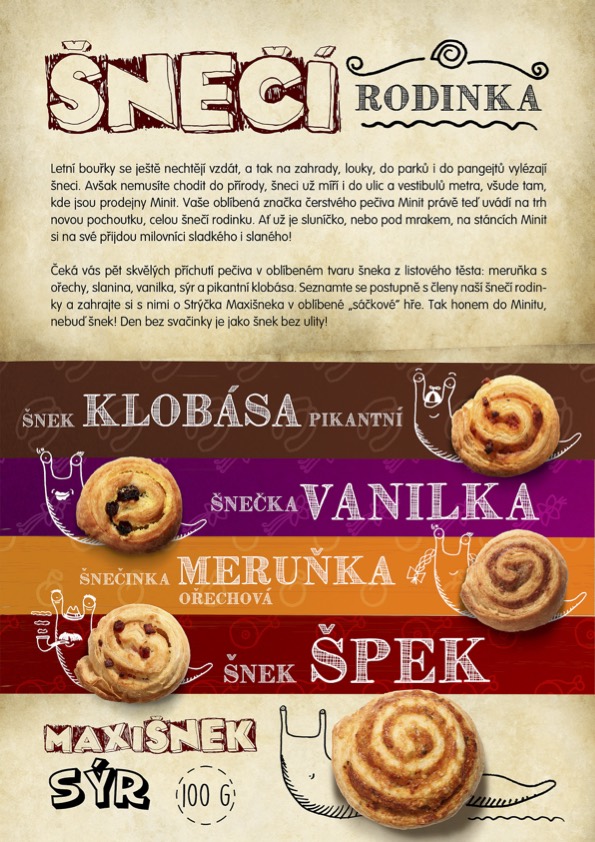 ŠNEČÍ
RODINKA
Letní bouřky se ještě nechtějí vzdát, a tak na zahrady, louky, do parků i do pangejtů vylézají
šneci. Avšak nemusíte chodit do přírody, šneci už míří i do ulic a vestibulů metra, všude tam,
kde jsou prodejny Minit. Vaše oblíbená značka čerstvého pečiva Minit právě teď uvádí na trh
novou pochoutku, celou šnečí rodinku. Ať už je sluníčko, nebo pod mrakem, na stáncích Minit
si na své přijdou milovníci sladkého i slaného!
Čeká vás pět skvělých příchutí pečiva v oblíbeném tvaru šneka z listového těsta: meruňka s
ořechy, slanina, vanilka, sýr a pikantní klobása. Seznamte se postupně s členy naší šnečí rodin-
ky a zahrajte si s nimi o Strýčka Maxišneka v oblíbené „sáčkové" hře. Tak honem do Minitu,
nebuď šnek! Den bez svačinky je jako šnek bez ulity!
ŠNEK KLOBÁSA PIKANTNÍ
ŠNEČKA VANILKA
ŠNEČINKA MERUŇKA
OŘECHOVÁ
ŠNEK ŠPEK
MAXIŠNEK
SÝR 100 G